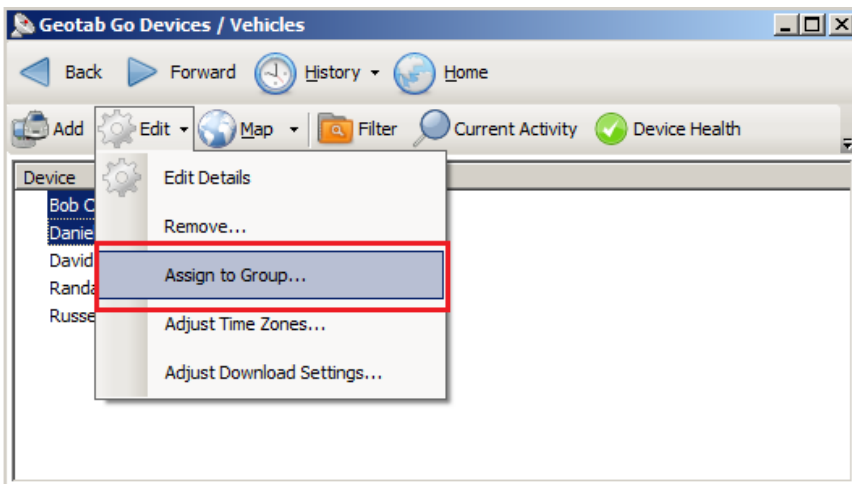 Geotab Go Devices / Vehicles
Back Forward History Home
Add Edit Map Filter Current Activity Device Health
Device
Edit Details
Bob C
Remove...
Danie
David
Assign to Group...
Randa
Russe
Adjust Time Zones...
Adjust Download Settings...